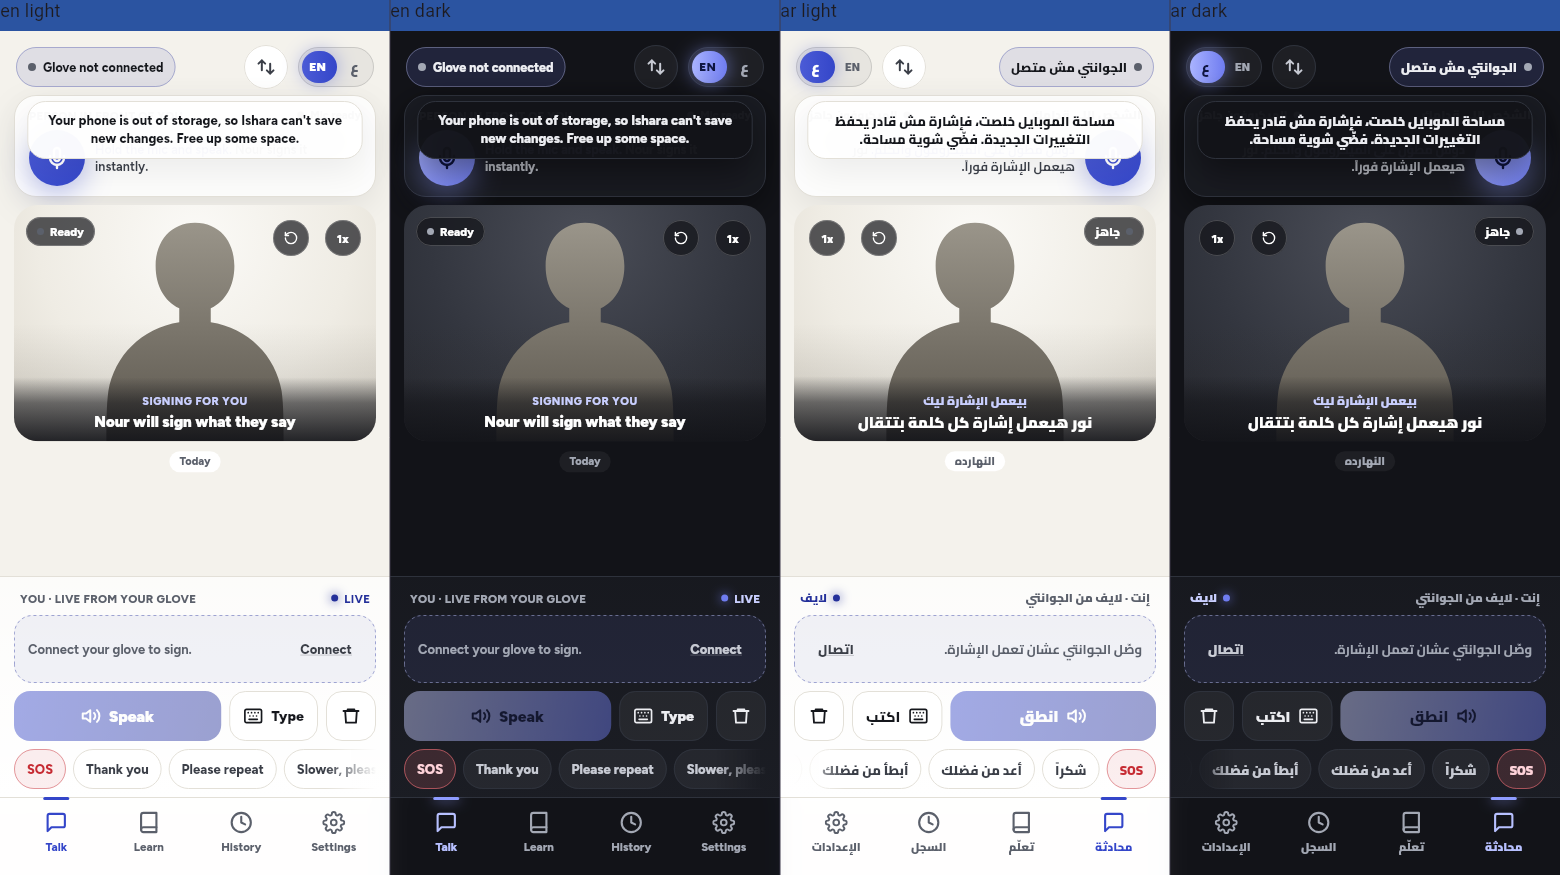 en light
Glove not connected
EN ع
Your phone is out of storage, so Ishara can't save
new changes. Free up some space.
instantly.
Ready
1x
SIGNING FOR YOU
Nour will sign what they say
Today
YOU · LIVE FROM YOUR GLOVE
LIVE
Connect your glove to sign.
Connect
Speak
Type
SOS
Thank you
Please repeat
Slower, pleas
Talk
Learn
History
Settings
en dark
Glove not connected
EN ع
Your phone is out of storage, so Ishara can't save
new changes. Free up some space.
instantly.
Ready
1x
SIGNING FOR YOU
Nour will sign what they say
Today
YOU · LIVE FROM YOUR GLOVE
LIVE
Connect your glove to sign.
Connect
Speak
Type
SOS
Thank you
Please repeat
Slower, plea
Talk
Learn
History
Settings
ar light
الجوانتي مش متصل
ع EN
مساحة الموبايل خلصت، فإشارة مش قادر يحفظ
التغييرات الجديدة. فضّي شوية مساحة.
هيعمل الإشارة فوراً.
جاهز
1x
بيعمل الإشارة ليك
نور هيعمل إشارة كل كلمة بتتقال
النهارده
إنت · لايف من الجوانتي
لايف
وصّل الجوانتي عشان تعمل الإشارة.
اتصال
انطق
اكتب
SOS
شكراً
أعد من فضلك
أبطأ من فضلك
محادثة
تعلّم
السجل
الإعدادات
ar dark
الجوانتي مش متصل
ع EN
مساحة الموبايل خلصت، فإشارة مش قادر يحفظ
التغييرات الجديدة. فضّي شوية مساحة.
هيعمل الإشارة فوراً.
جاهز
1x
بيعمل الإشارة ليك
نور هيعمل إشارة كل كلمة بتتقال
النهارده
إنت · لايف من الجوانتي
لايف
وصّل الجوانتي عشان تعمل الإشارة.
اتصال
انطق
اكتب
SOS
شكراً
أعد من فضلك
أبطأ من فضلك
محادثة
تعلّم
السجل
الإعدادات